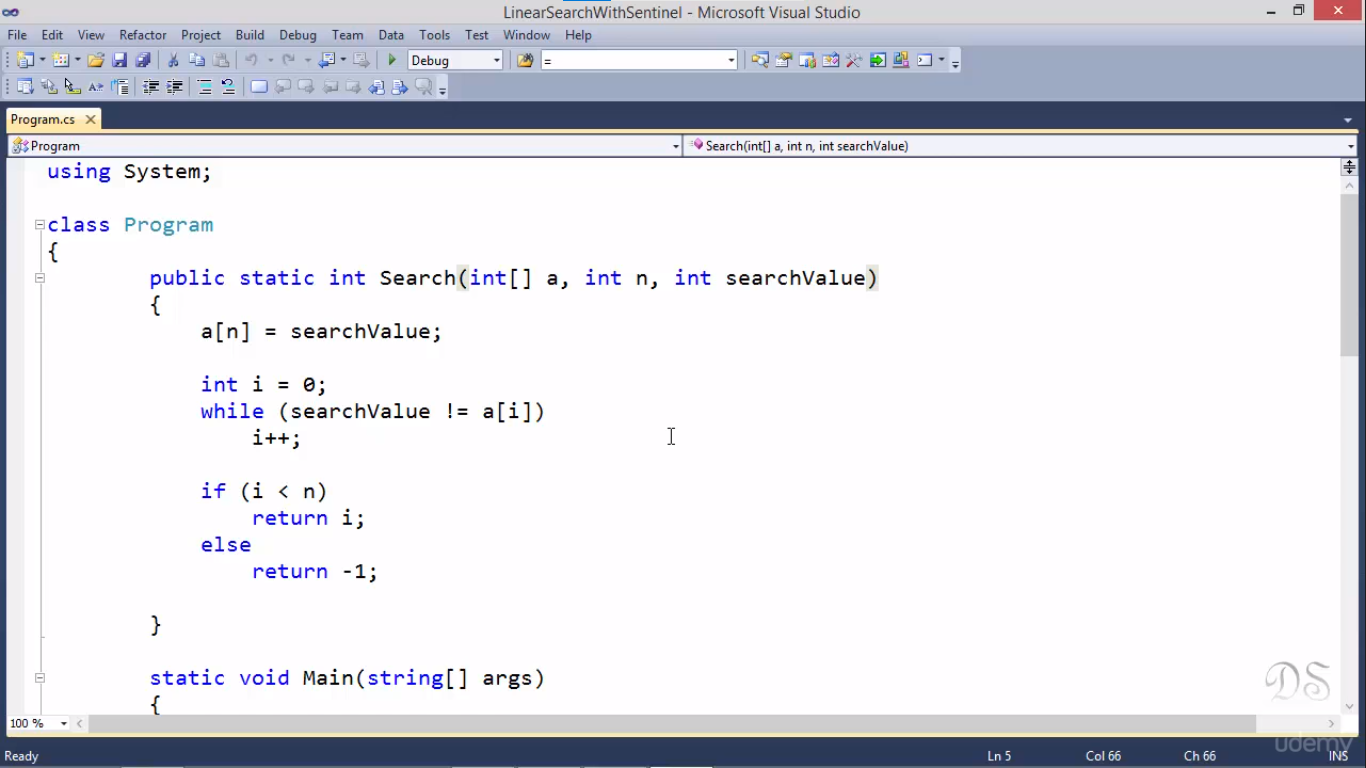 LinearSearchWithSentinel - Microsoft Visual Studio
File Edit View Refactor Project Build Debug Team Data Tools Test Window Help
Debug =
Program.cs
Program Search(int[] a, int n, int searchValue)
using System;
class Program
{
public static int Search(int[] a, int n, int searchValue)
{
a[n] = searchValue;
int i = 0;
while (searchValue != a[i])
i++;
if (i < n)
return i;
else
return -1;
}
static void Main(string[] args)
{
DS
100 %
udemy
Ready Ln 5 Col 66 Ch 66 INS